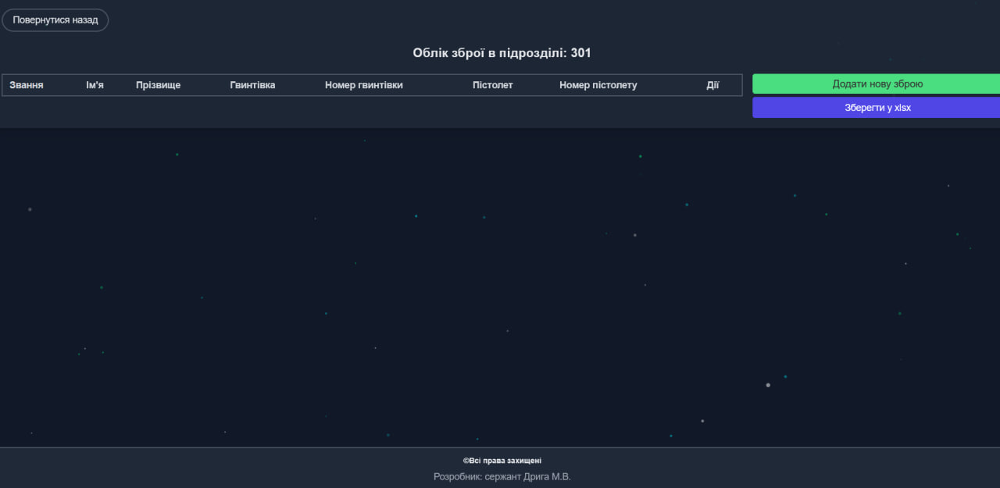 Повернутися назад
Облік зброї в підрозділі: 301
Звання Ім'я Прізвище Гвинтівка Номер гвинтівки Пістолет Номер пістолету Дії
Додати нову зброю
Зберегти у xlsx
©Всі права захищені
Розробник: сержант Дрига М.В.